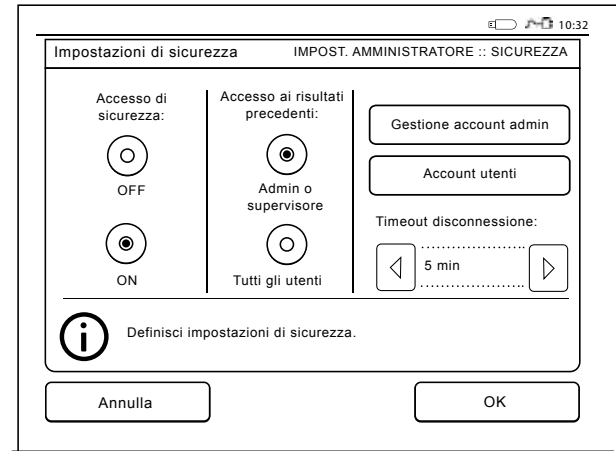 10:32
Impostazioni di sicurezza
IMPOST. AMMINISTRATORE :: SICUREZZA
Accesso di
sicurezza:
OFF
ON
Accesso ai risultati
precedenti:
Admin o
supervisore
Tutti gli utenti
Gestione account admin
Account utenti
Timeout disconnessione:
5 min
Definisci impostazioni di sicurezza.
Annulla
OK